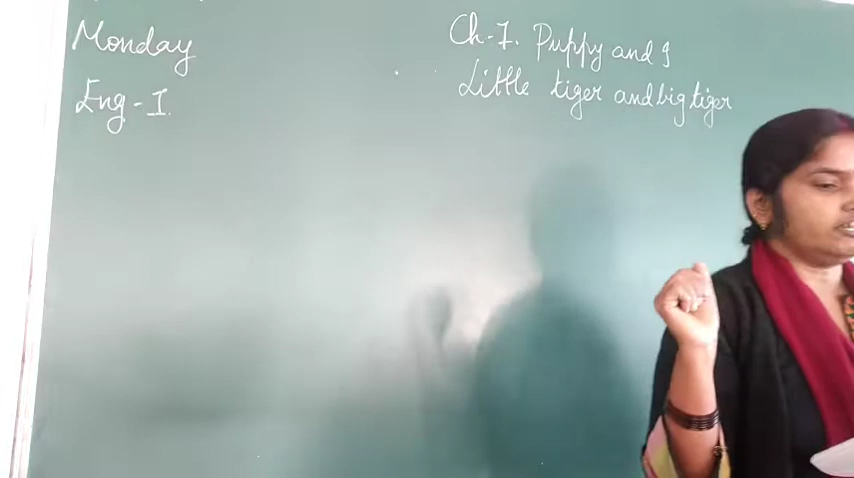 Monday
Eng-I.
Ch-7. Puppy and I
Little tiger and big tiger